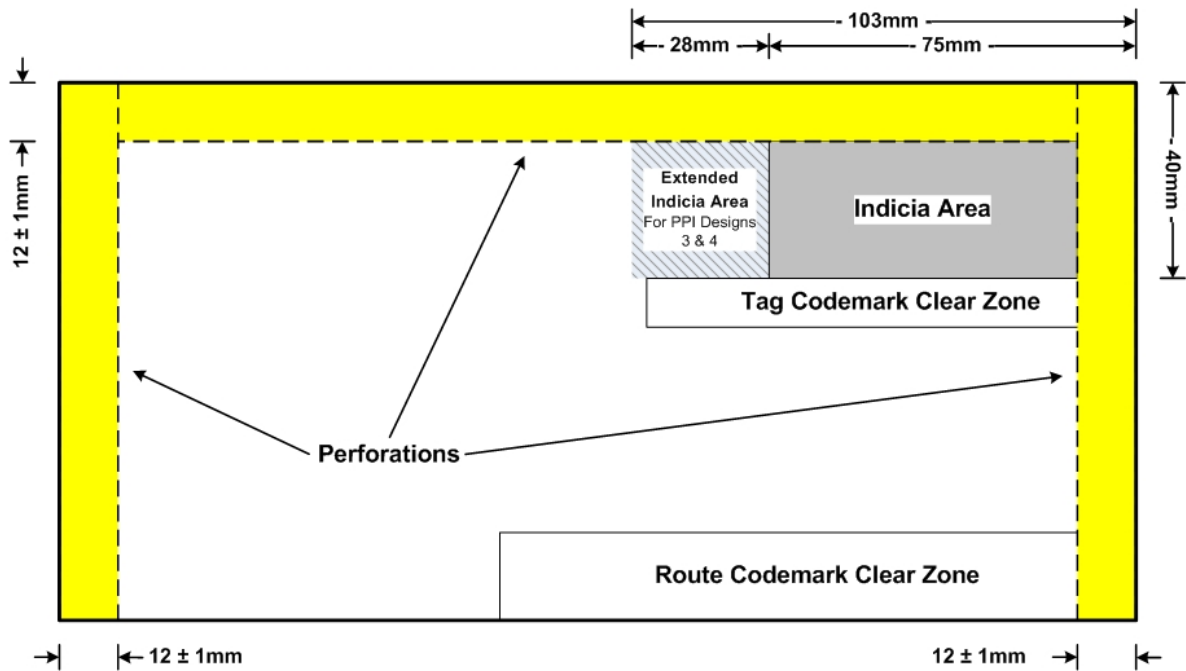 - 103mm -
- 28mm -
- 75mm -
12 ± 1mm
- 40mm -
Extended
Indicia Area
For PPI Designs
3 & 4
Indicia Area
Tag Codemark Clear Zone
Perforations
Route Codemark Clear Zone
12 ± 1mm
12 ± 1mm